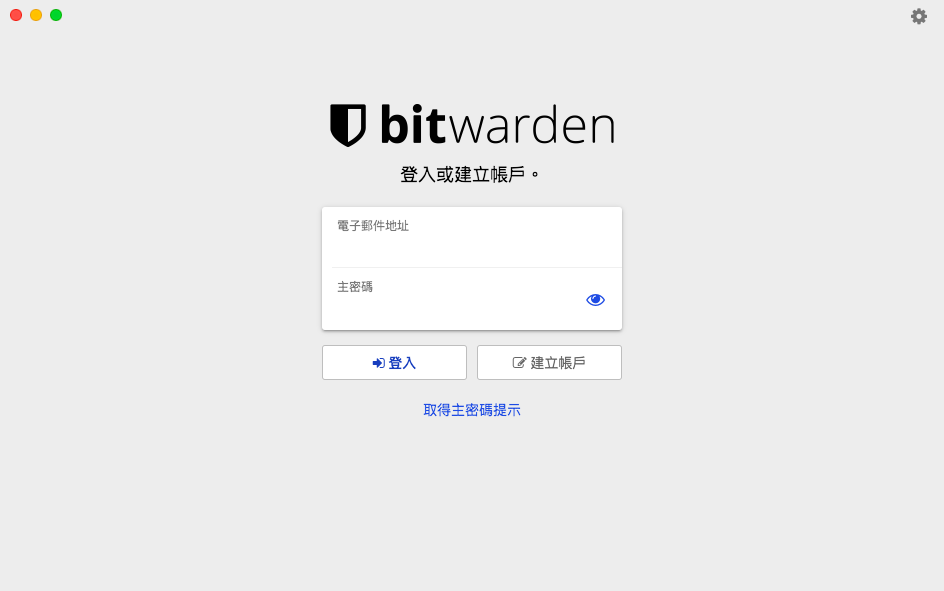 bitwarden
登入或建立帳戶。
電子郵件地址
主密碼
登入
建立帳戶
取得主密碼提示